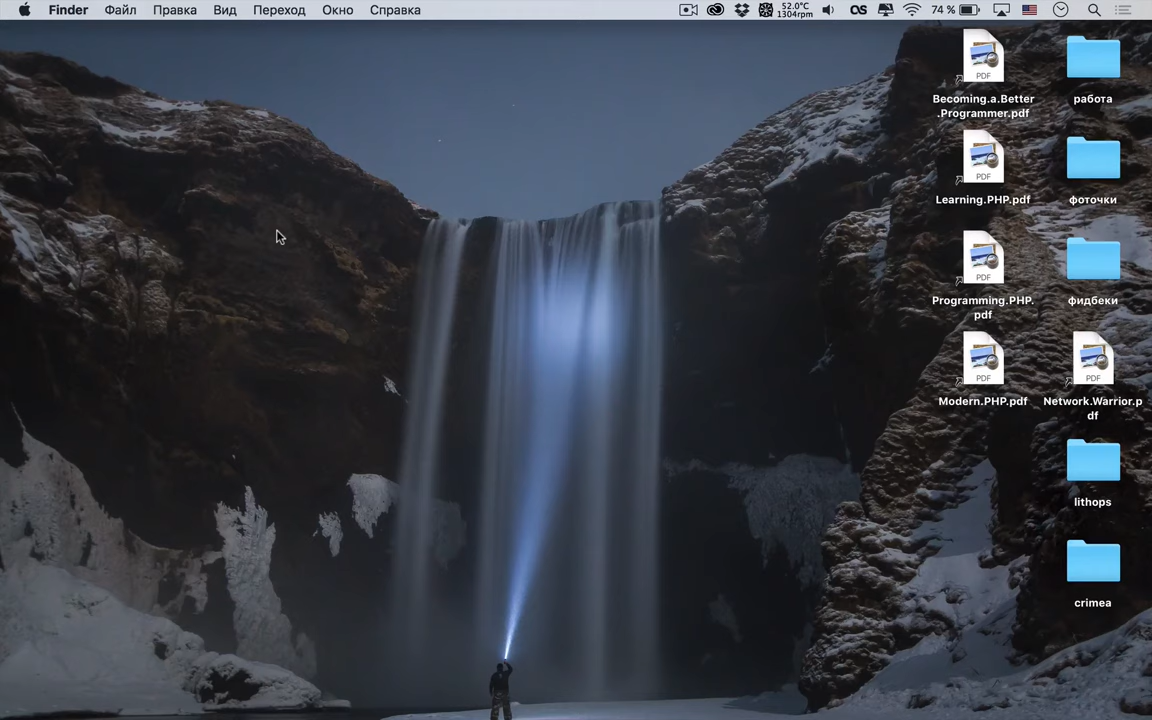 Finder Файл Правка Вид Переход Окно Справка
52.0°C
1304rpm
74 %
PDF
Becoming.a.Better
.Programmer.pdf
работа
PDF
Learning.PHP.pdf
фоточки
PDF
Programming.PHP.
pdf
фидбеки
PDF
Modern.PHP.pdf
PDF
Network.Warrior.p
df
lithops
crimea